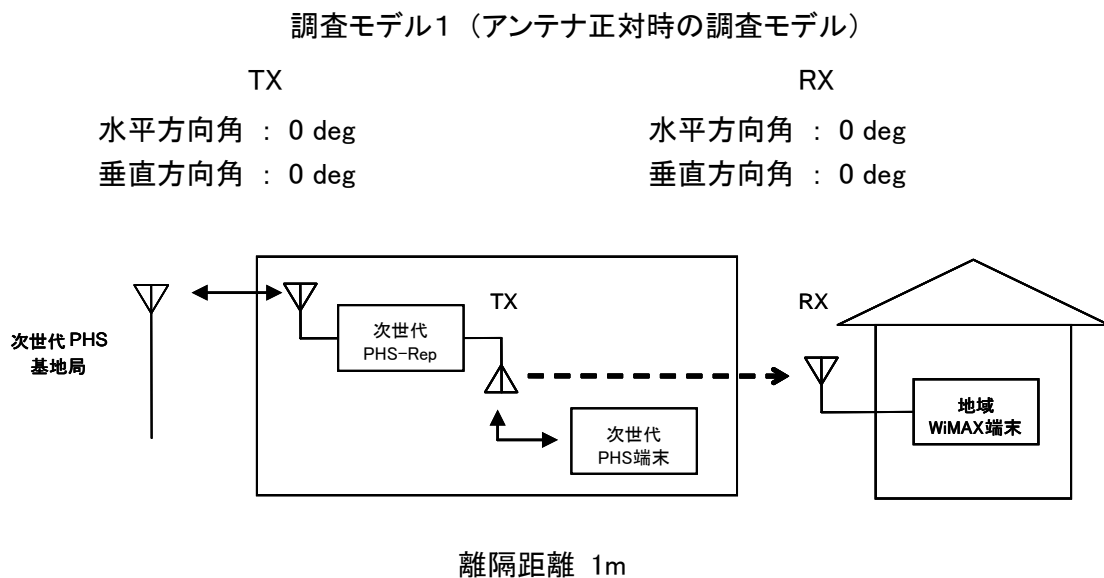 調査モデル1 (アンテナ正対時の調査モデル)
TX
水平方向角 : 0 deg
垂直方向角 : 0 deg
RX
水平方向角 : 0 deg
垂直方向角 : 0 deg
次世代 PHS
基地局
次世代
PHS-Rep
TX
次世代
PHS端末
RX
地域
WiMAX端末
離隔距離 1m